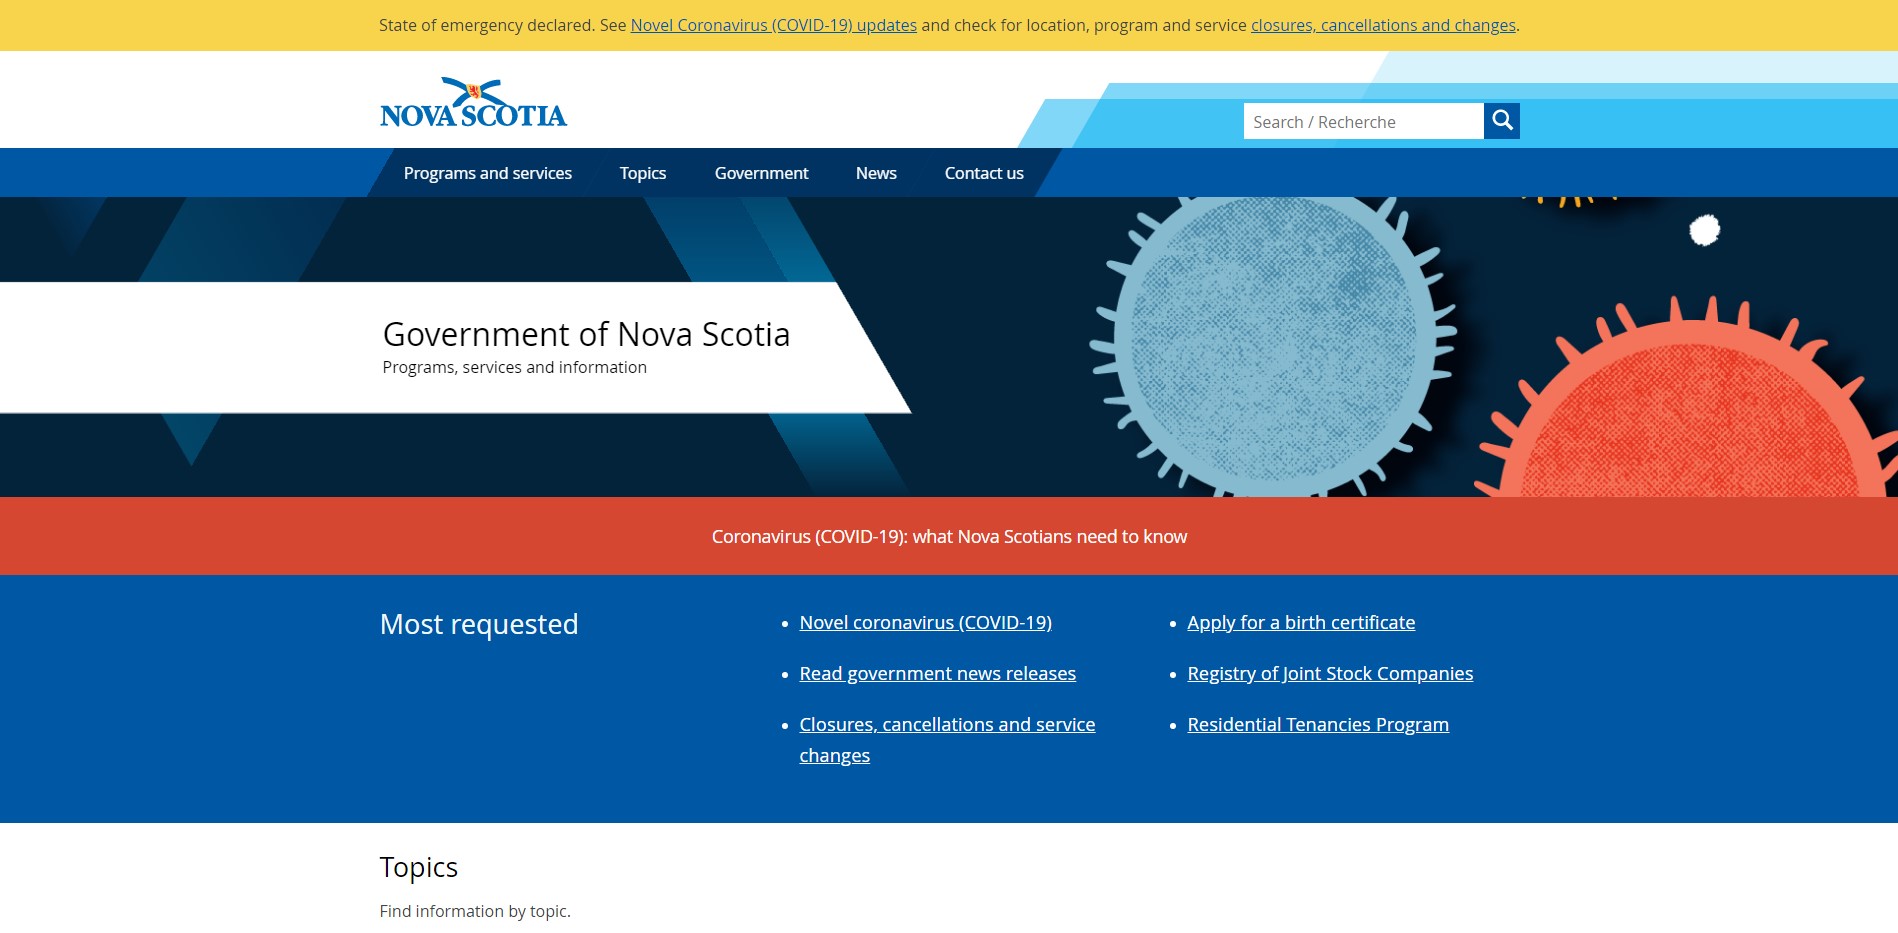 State of emergency declared. See Novel Coronavirus (COVID-19) updates and check for location, program and service closures, cancellations and changes.
NOVA SCOTIA
Search / Recherche
Programs and services
Topics
Government
News
Contact us
Government of Nova Scotia
Programs, services and information
Coronavirus (COVID-19): what Nova Scotians need to know
Most requested
Novel coronavirus (COVID-19)
Read government news releases
Closures, cancellations and service
changes
Apply for a birth certificate
Registry of Joint Stock Companies
Residential Tenancies Program
Topics
Find information by topic.